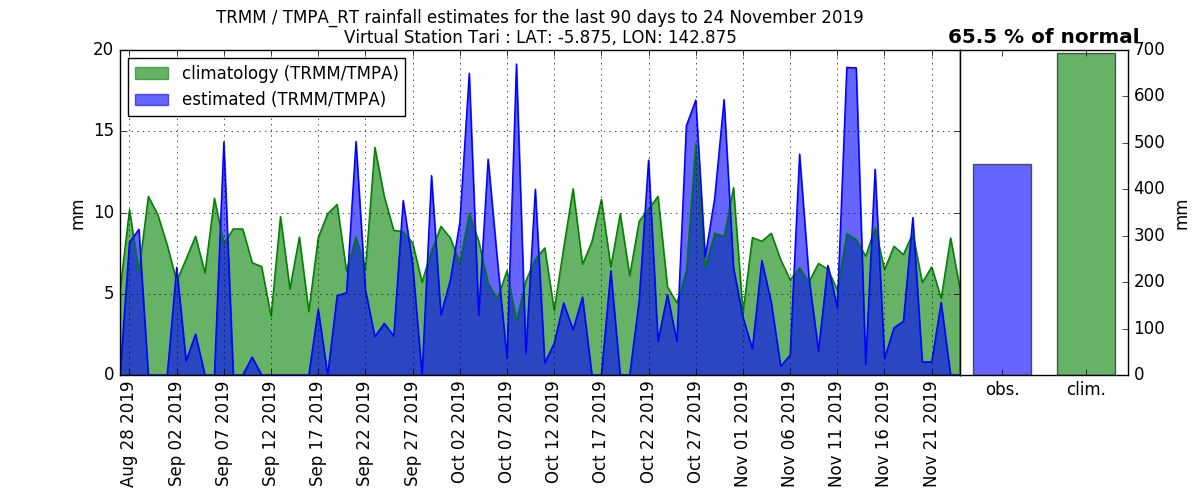 TRMM / TMPA_RT rainfall estimates for the last 90 days to 24 November 2019
Virtual Station Tari : LAT: -5.875, LON: 142.875
65.5 % of normal
climatology (TRMM/TMPA)
estimated (TRMM/TMPA)
20
15
10
5
0
mm
Aug 28 2019
Sep 02 2019
Sep 07 2019
Sep 12 2019
Sep 17 2019
Sep 22 2019
Sep 27 2019
Oct 02 2019
Oct 07 2019
Oct 12 2019
Oct 17 2019
Oct 22 2019
Oct 27 2019
Nov 01 2019
Nov 06 2019
Nov 11 2019
Nov 16 2019
Nov 21 2019
obs.
clim.
700
600
500
400
300
200
100
0
mm